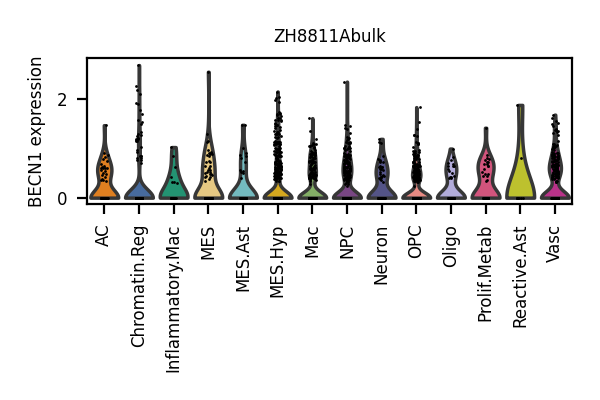 ZH8811Abulk
BECN1 expression
2
0
AC
Chromatin.Reg
Inflammatory.Mac
MES
MES.Ast
MES.Hyp
Mac
NPC
Neuron
OPC
Oligo
Prolif.Metab
Reactive.Ast
Vasc